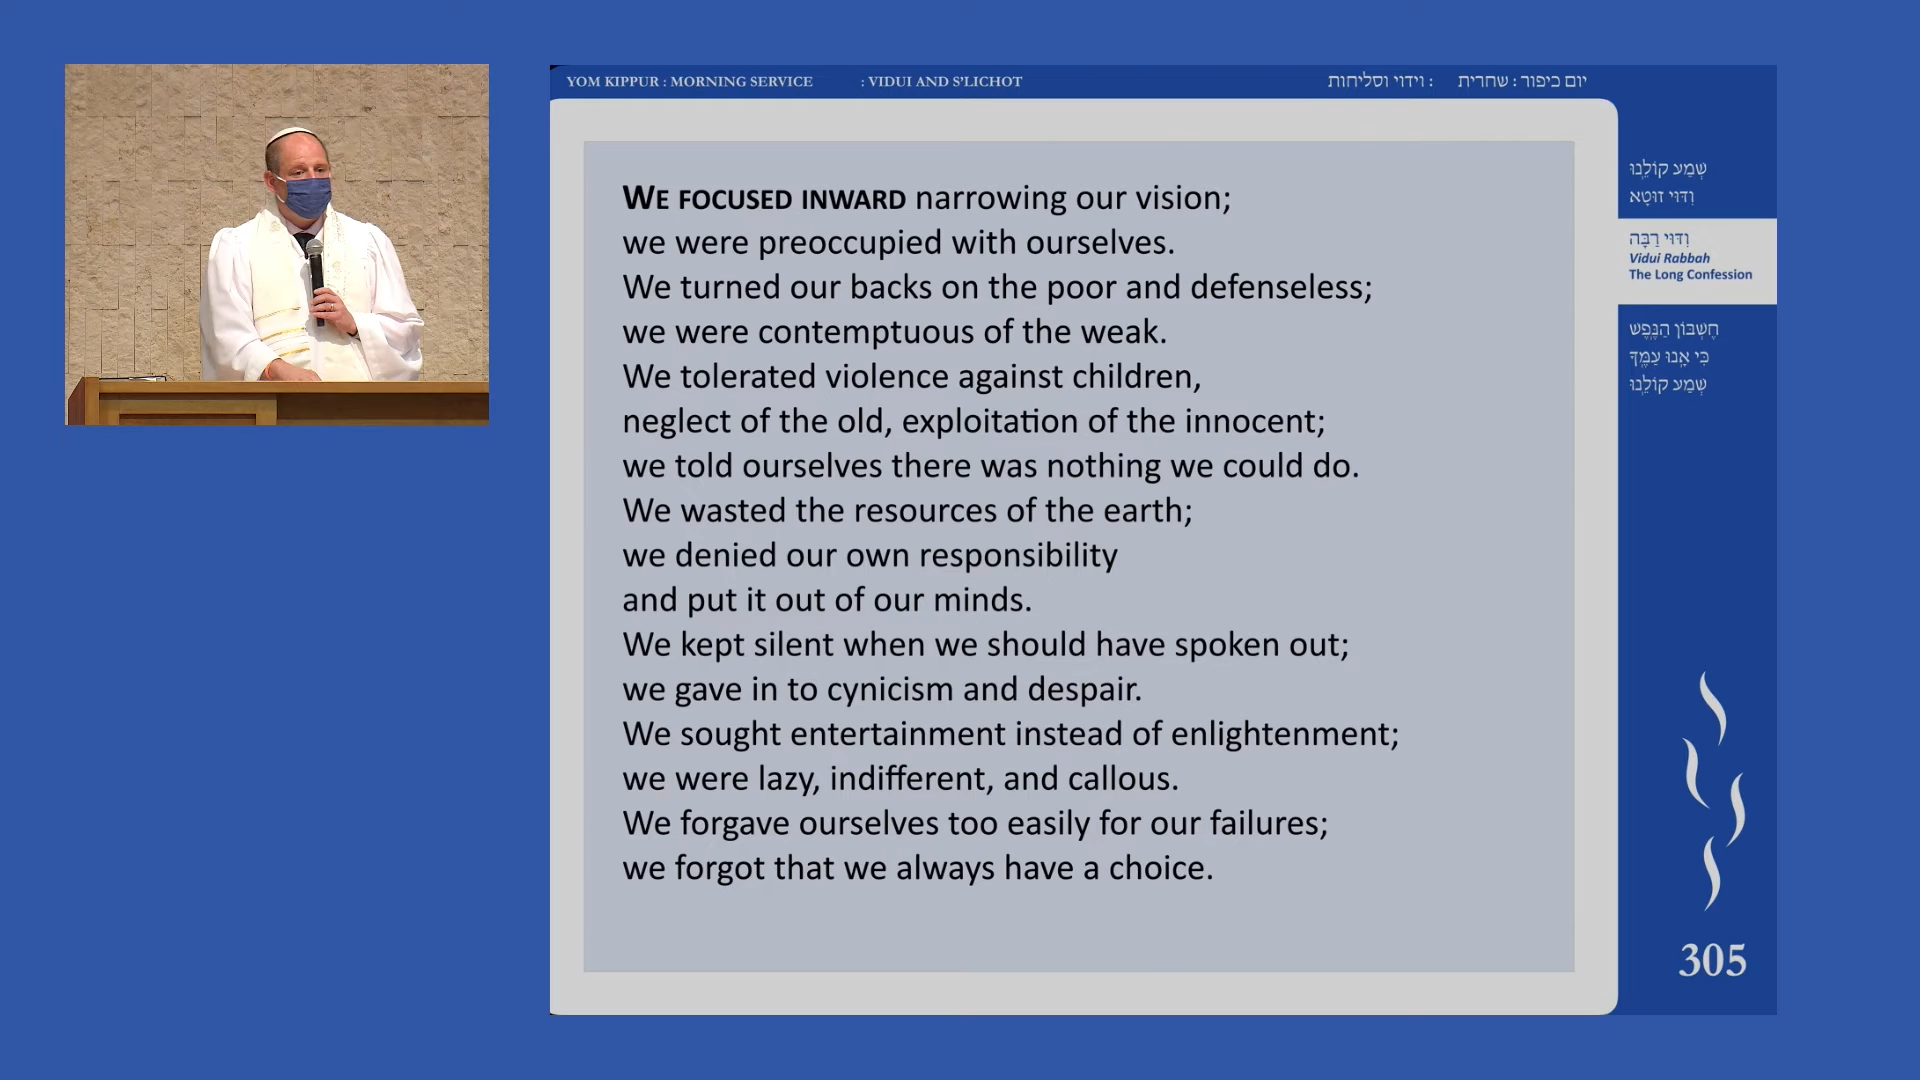 YOM KIPPUR : MORNING SERVICE : VIDUI AND S'LICHOT
יום כיפור : שחרית : וידוי וסליחות
WE FOCUSED INWARD narrowing our vision;
we were preoccupied with ourselves.
We turned our backs on the poor and defenseless;
we were contemptuous of the weak.
We tolerated violence against children,
neglect of the old, exploitation of the innocent;
we told ourselves there was nothing we could do.
We wasted the resources of the earth;
we denied our own responsibility
and put it out of our minds.
We kept silent when we should have spoken out;
we gave in to cynicism and despair.
We sought entertainment instead of enlightenment;
we were lazy, indifferent, and callous.
We forgave ourselves too easily for our failures;
we forgot that we always have a choice.
שְׁמַע קוֹלֵֽנוּ
וִדּוּי זוּטָא
וִדּוּי רַבָּה
Vidui Rabbah
The Long Confession
חֶשְׁבּוֹן הַנֶּֽפֶשׁ
כִּי אָֽנוּ עַמֶּֽךָ
שְׁמַע קוֹלֵֽנוּ
305